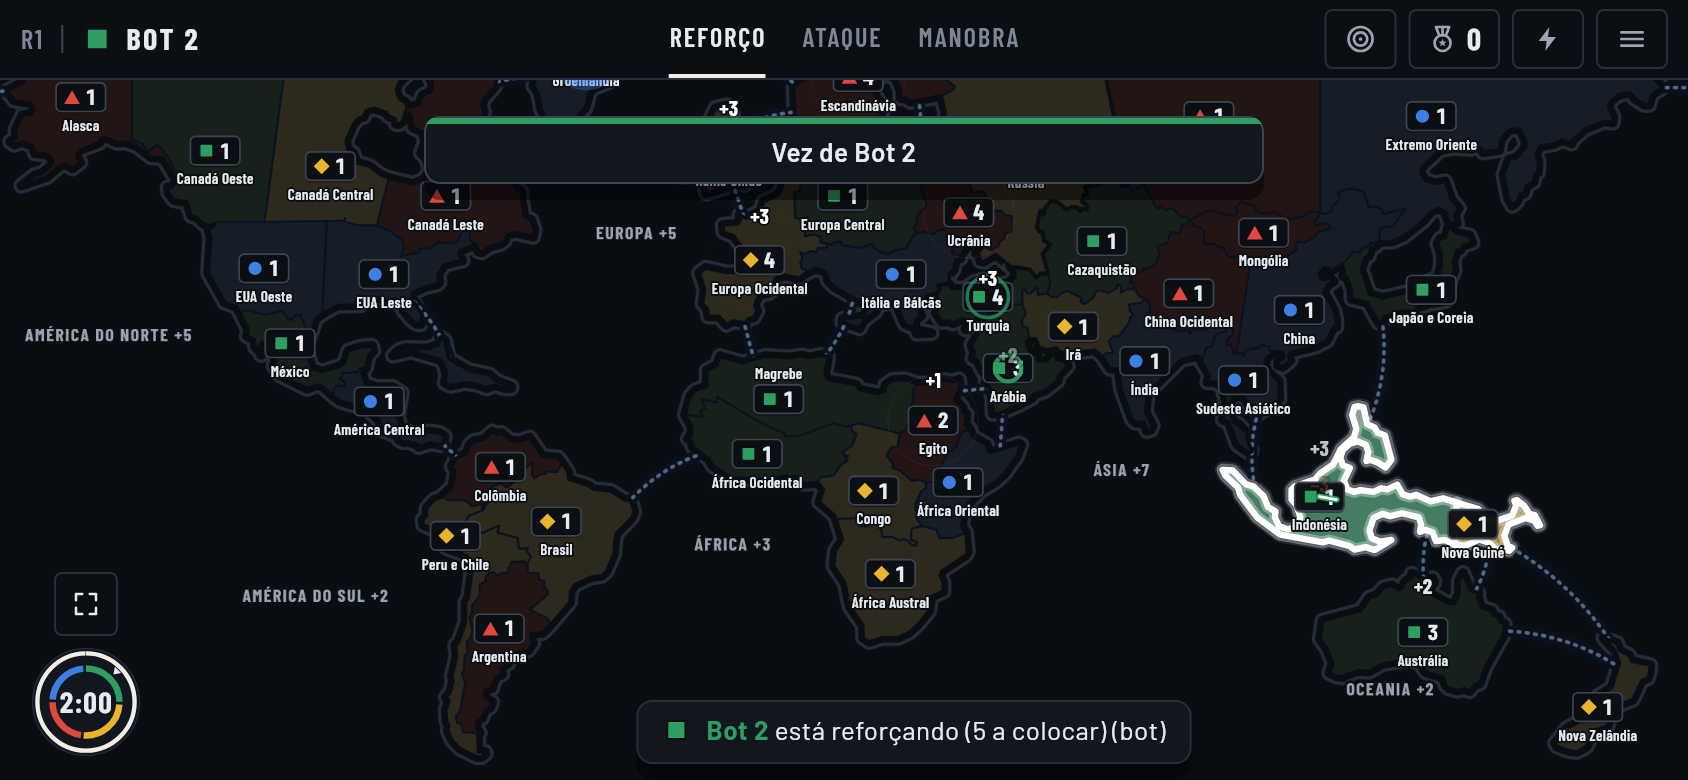 R1
BOT 2
REFORÇO
ATAQUE
MANOBRA
0
Groenlândia
+3
4
Escandinávia
1
1
Alasca
1
Extremo Oriente
1
Canadá Oeste
1
Canadá Central
Vez de Bot 2
Rússia
1
Canadá Leste
+3
EUROPA +5
1
Europa Central
4
Ucrânia
1
Cazaquistão
1
Mongólia
1
EUA Oeste
1
EUA Leste
4
Europa Ocidental
1
Itália e Bálcãs
+3
4
Turquia
1
China Ocidental
1
China
1
Japão e Coreia
AMÉRICA DO NORTE +5
1
México
1
Irã
+2
3
Arábia
1
Índia
1
Sudeste Asiático
Magrebe
1
+1
2
Egito
1
América Central
1
Colômbia
1
África Ocidental
ÁSIA +7
+3
Indonésia
1
Nova Guiné
1
Congo
1
África Oriental
1
Peru e Chile
1
Brasil
ÁFRICA +3
1
África Austral
+2
3
Austrália
AMÉRICA DO SUL +2
1
Argentina
OCEANIA +2
1
Nova Zelândia
2:00
Bot 2 está reforçando (5 a colocar) (bot)